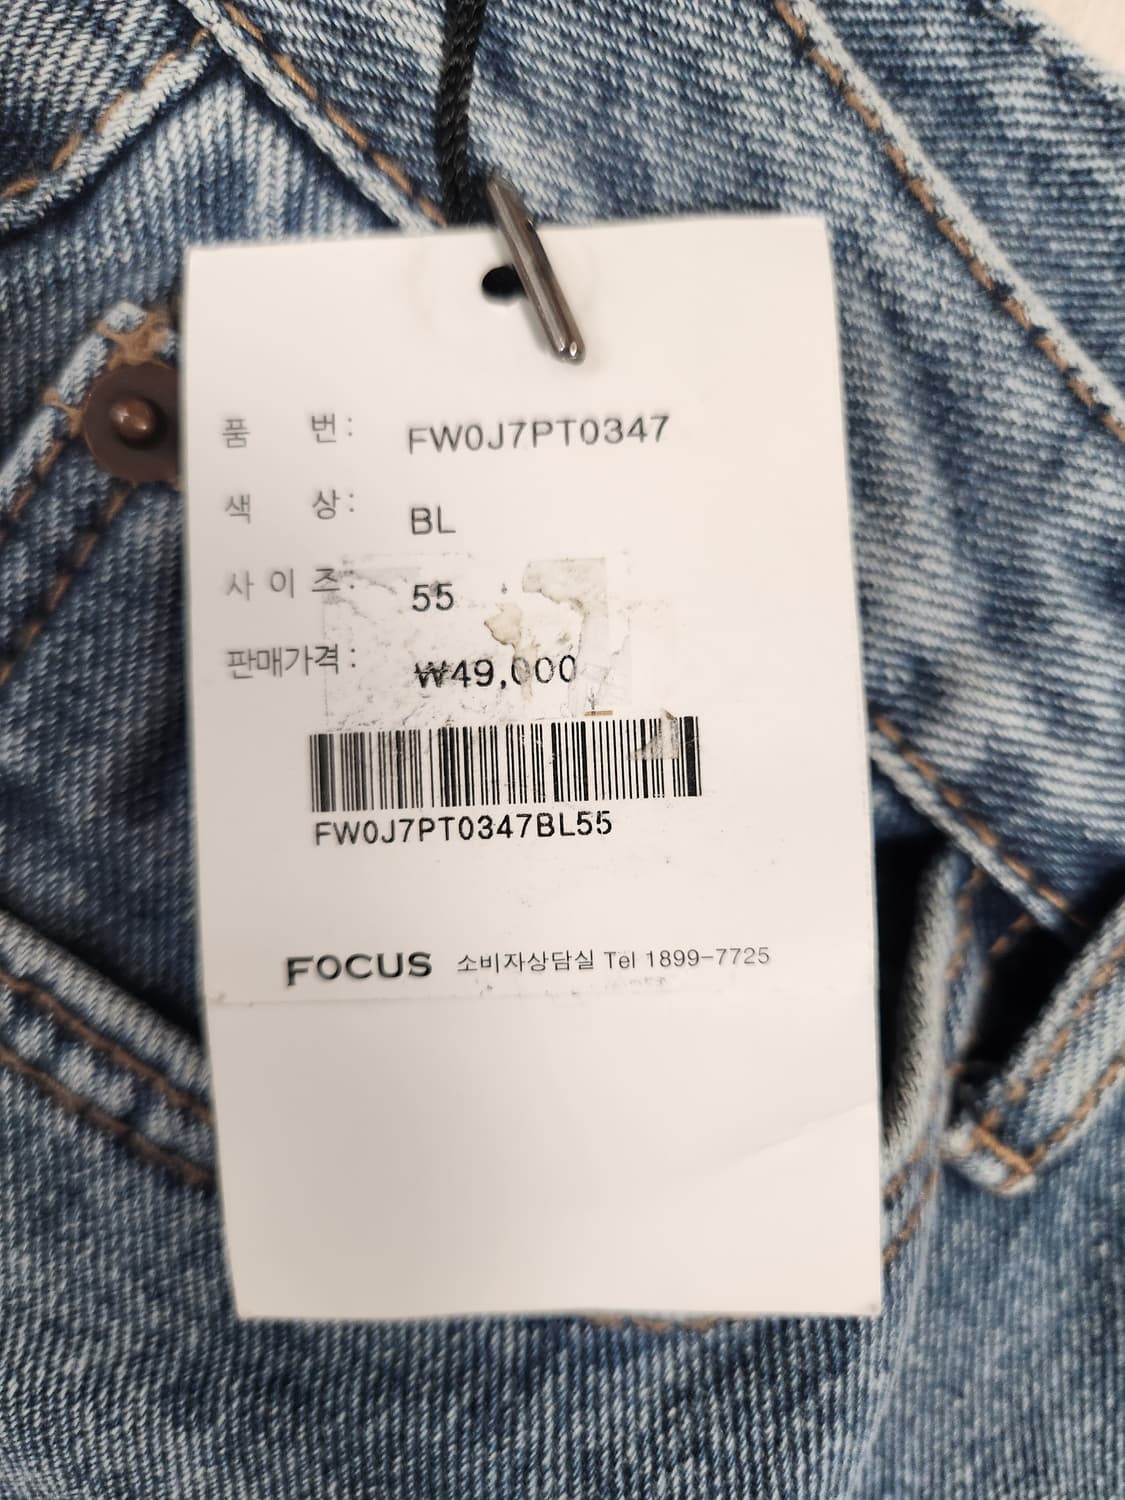 품 번: FW0J7PT0347
색 상: BL
사 이 즈: 55
판매가격: ₩49,000
FW0J7PT0347BL55
FOCUS 소비자상담실 Tel 1899-7725